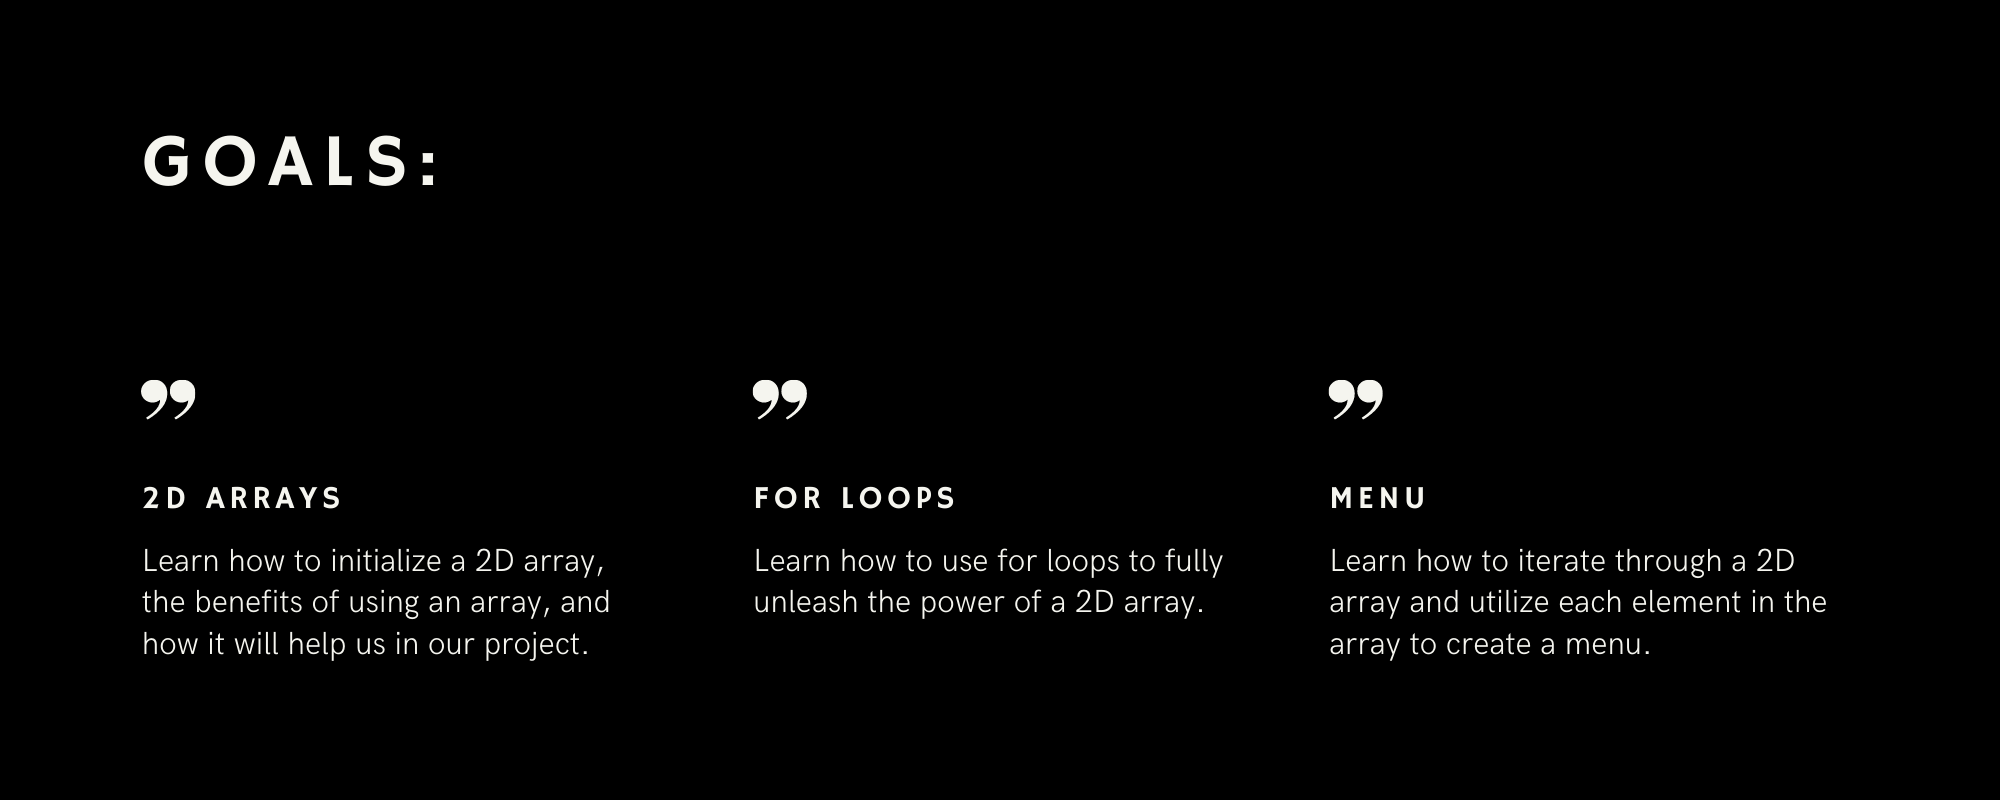 GOALS:
”
2D ARRAYS
Learn how to initialize a 2D array,
the benefits of using an array, and
how it will help us in our project.
”
FOR LOOPS
Learn how to use for loops to fully
unleash the power of a 2D array.
”
MENU
Learn how to iterate through a 2D
array and utilize each element in the
array to create a menu.